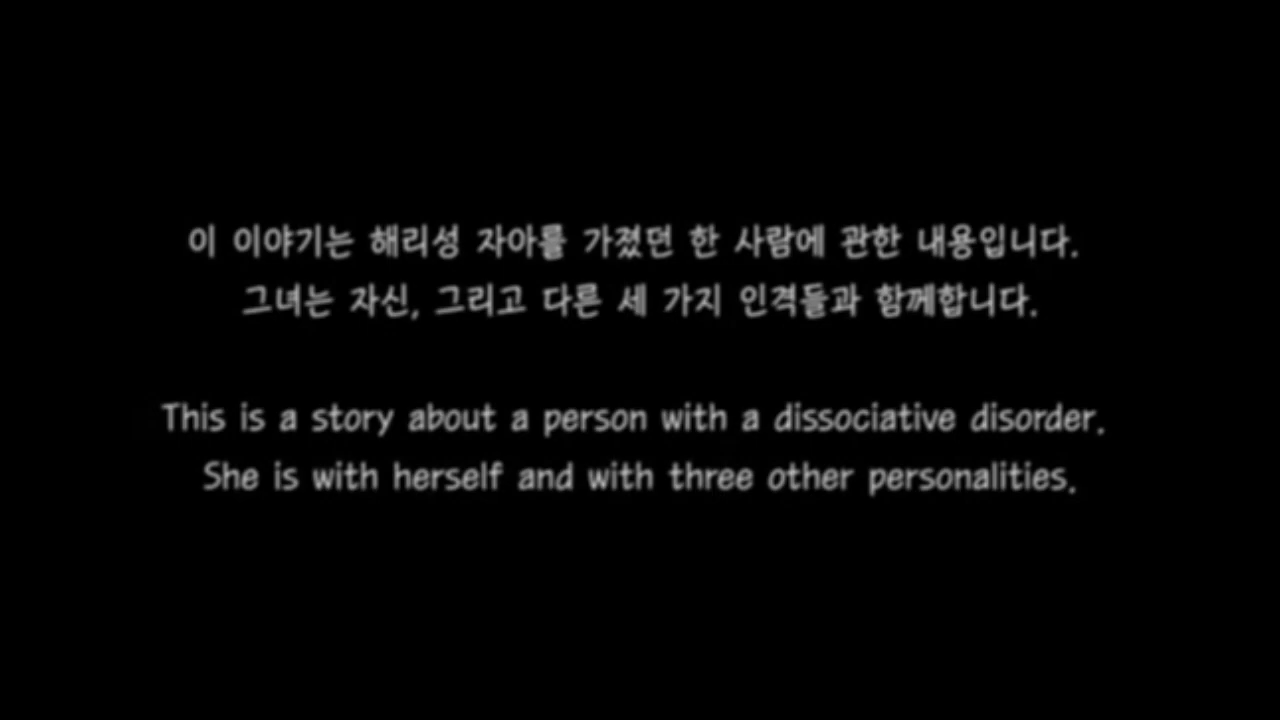 이 이야기는 해리성 자아를 가졌던 한 사람에 관한 내용입니다.
그녀는 자신, 그리고 다른 세 가지 인격들과 함께합니다.
This is a story about a person with a dissociative disorder.
She is with herself and with three other personalities.